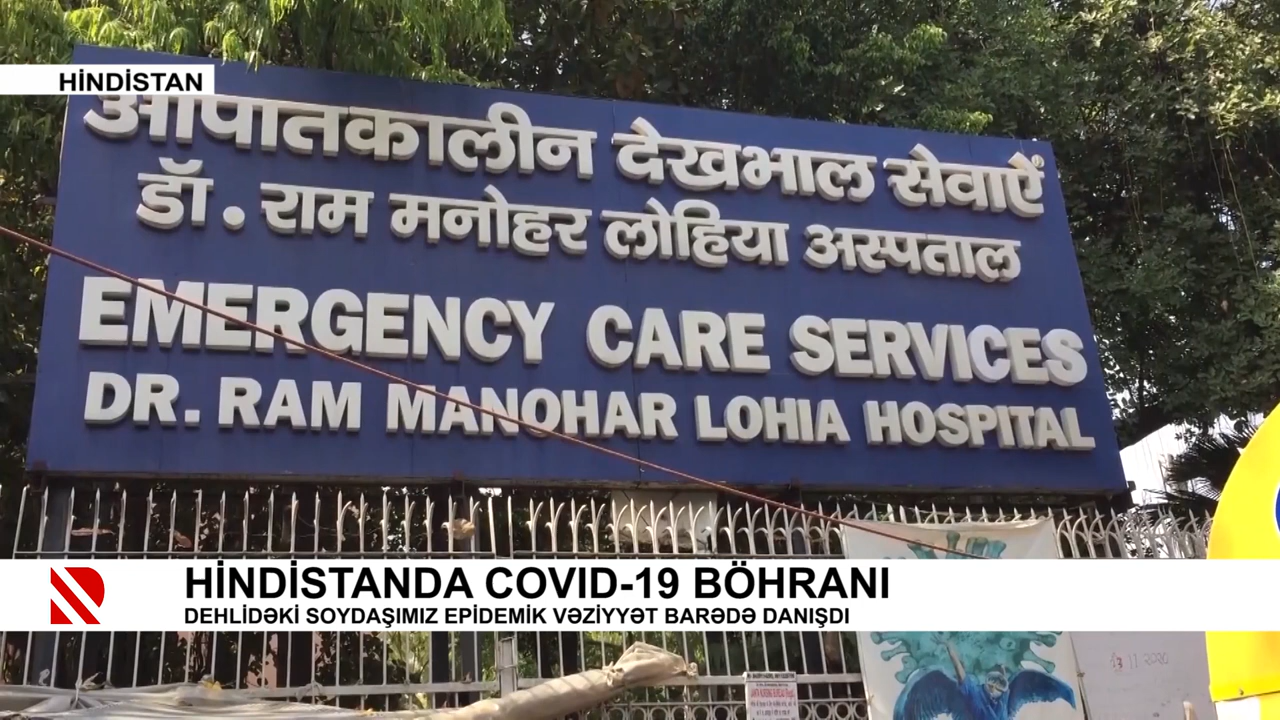 HİNDİSTAN
आपातकालीन देखभाल सेवाएँ
डॉ. राम मनोहर लोहिया अस्पताल
EMERGENCY CARE SERVICES
DR. RAM MANOHAR LOHIA HOSPITAL
HİNDİSTANDA COVID-19 BÖHRANI
DEHLİDƏKİ SOYDAŞIMIZ EPİDEMİK VƏZİYYƏT BARƏDƏ DANIŞDI